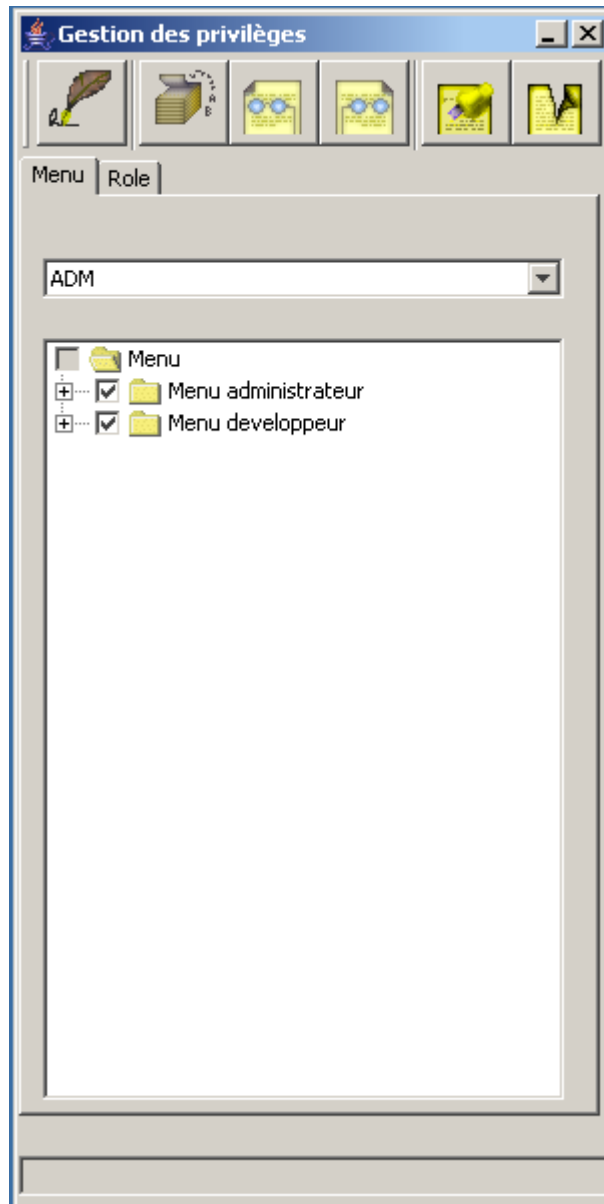 Gestion des privilèges
A
B
Menu
Role
ADM
Menu
Menu administrateur
Menu developpeur